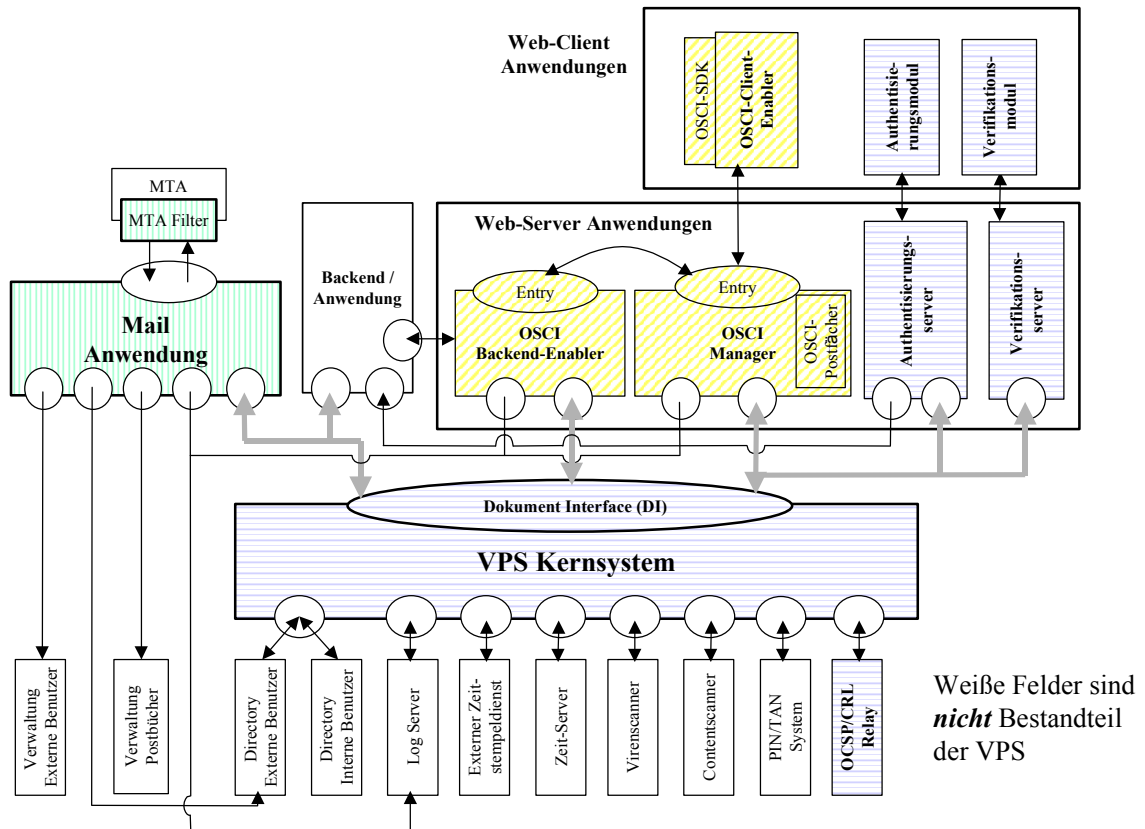 Web-Client
Anwendungen
OSCI-SDK
OSCI-Client-
Enabler
Authentisie-
rungsmodul
Verifikations-
modul
MTA
MTA Filter
Mail
Anwendung
Backend /
Anwendung
Web-Server Anwendungen
Entry
OSCI
Backend-Enabler
Entry
OSCI
Manager
OSCI-
Postfächer
Authentisierungs-
server
Verifikations-
server
Dokument Interface (DI)
VPS Kernsystem
Verwaltung
Externe Benutzer
Verwaltung
Postbücher
Directory
Externe Benutzer
Directory
Interne Benutzer
Log Server
Externer Zeit-
stempeldienst
Zeit-Server
Virenscanner
Contentscanner
PIN/TAN
System
OCSP/CRL
Relay
Weiße Felder sind
nicht Bestandteil
der VPS